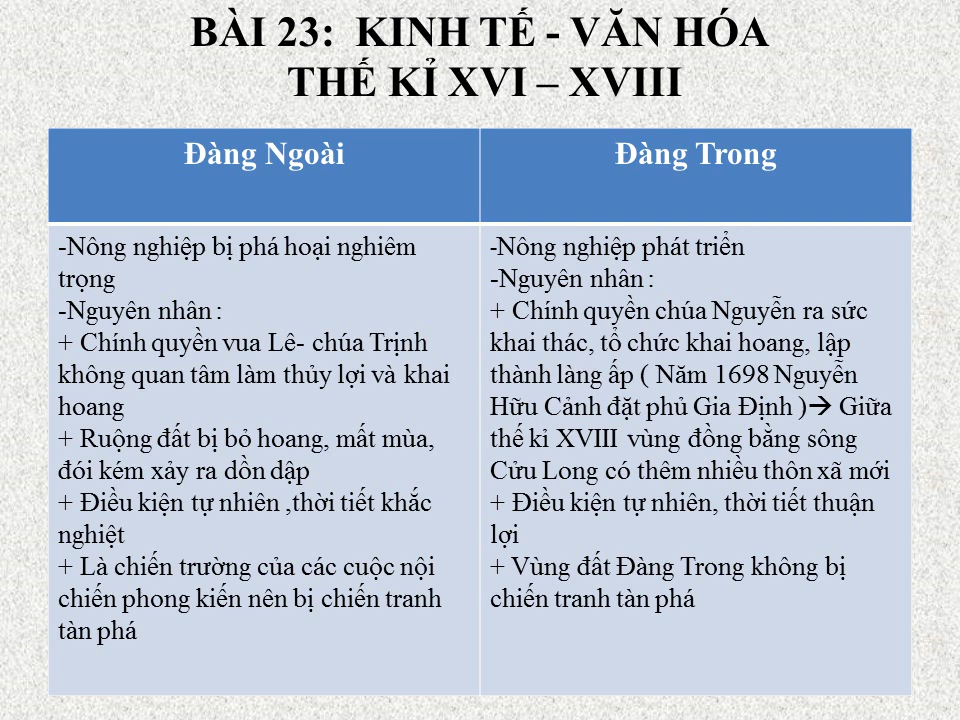 BÀI 23: KINH TẾ - VĂN HÓA
THẾ KỈ XVI – XVIII
Đàng Ngoài
-Nông nghiệp bị phá hoại nghiêm
trọng
-Nguyên nhân :
+ Chính quyền vua Lê- chúa Trịnh
không quan tâm làm thủy lợi và khai
hoang
+ Ruộng đất bị bỏ hoang, mất mùa,
đói kém xảy ra dồn dập
+ Điều kiện tự nhiên ,thời tiết khắc
nghiệt
+ Là chiến trường của các cuộc nội
chiến phong kiến nên bị chiến tranh
tàn phá
Đàng Trong
-Nông nghiệp phát triển
-Nguyên nhân :
+ Chính quyền chúa Nguyễn ra sức
khai thác, tổ chức khai hoang, lập
thành làng ấp ( Năm 1698 Nguyễn
Hữu Cảnh đặt phủ Gia Định )➔ Giữa
thế kỉ XVIII vùng đồng bằng sông
Cửu Long có thêm nhiều thôn xã mới
+ Điều kiện tự nhiên, thời tiết thuận
lợi
+ Vùng đất Đàng Trong không bị
chiến tranh tàn phá